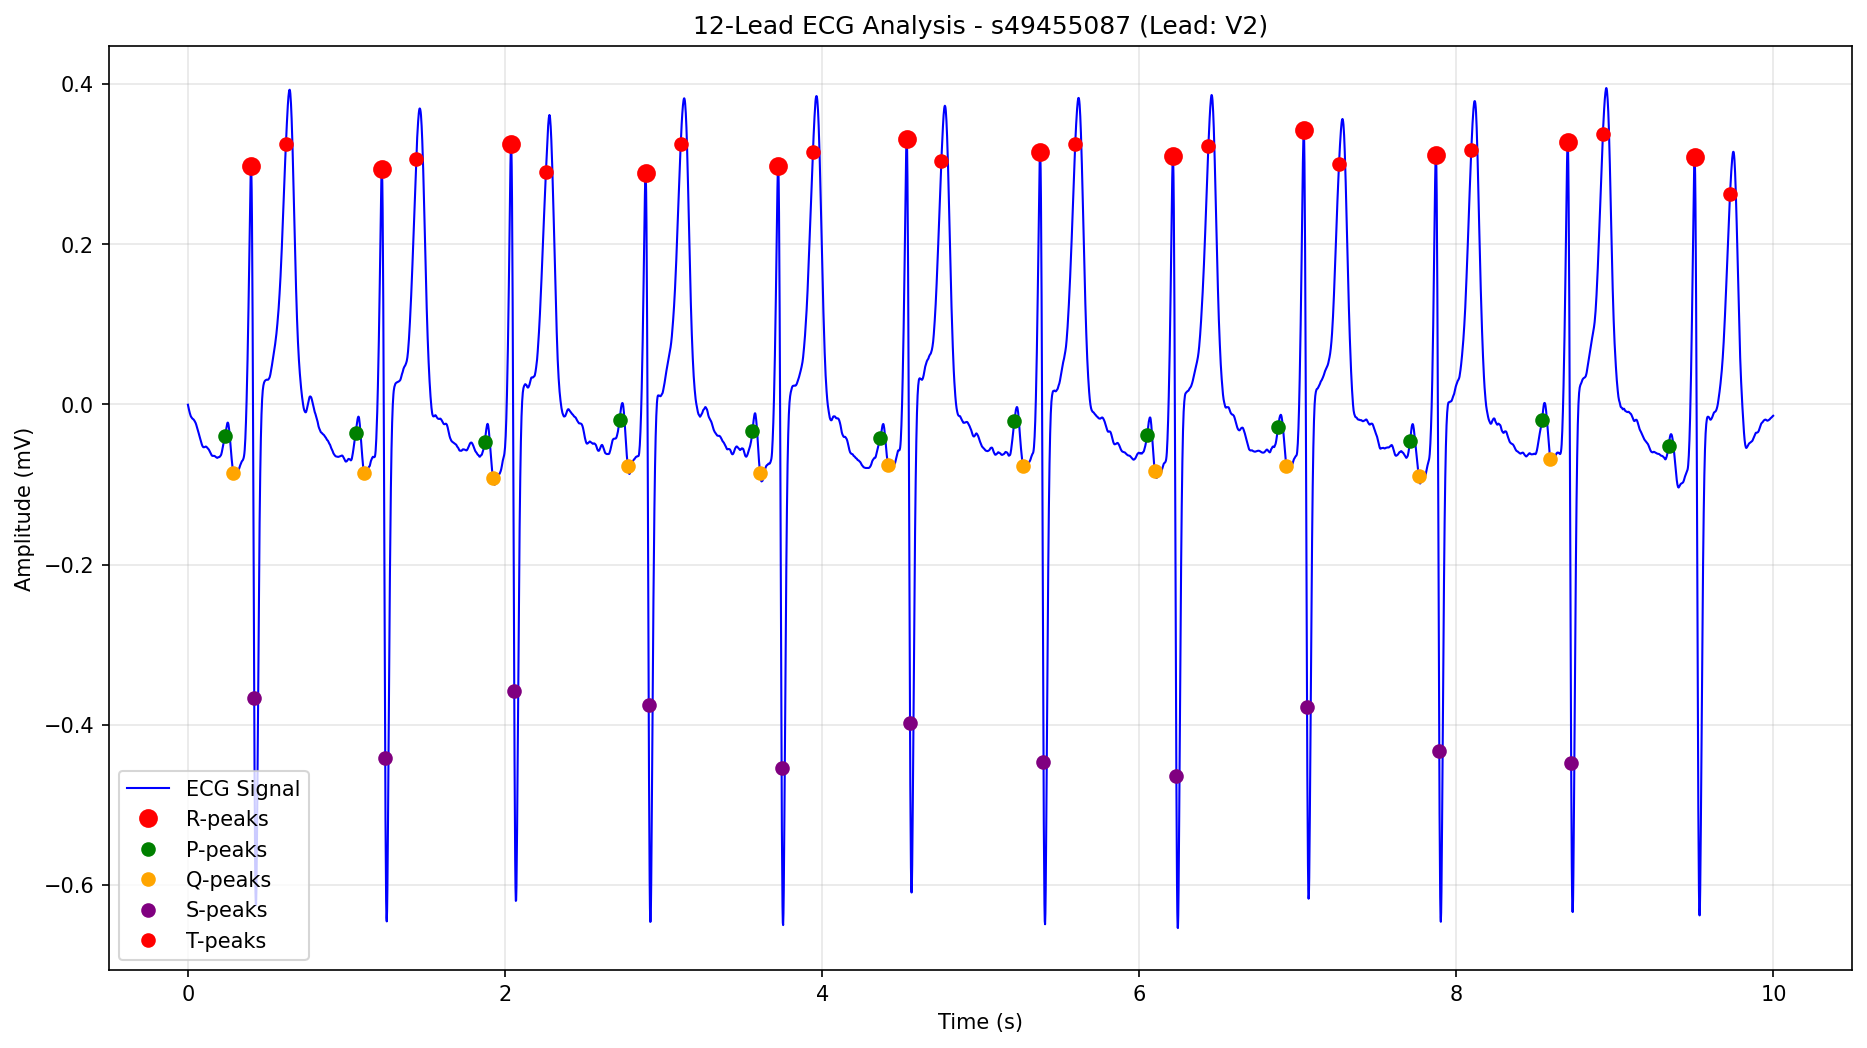 12-Lead ECG Analysis - s49455087 (Lead: V2)
Amplitude (mV)
0.4
0.2
0.0
−0.2
−0.4
−0.6
ECG Signal
R-peaks
P-peaks
Q-peaks
S-peaks
T-peaks
0 2 4 6 8 10
Time (s)